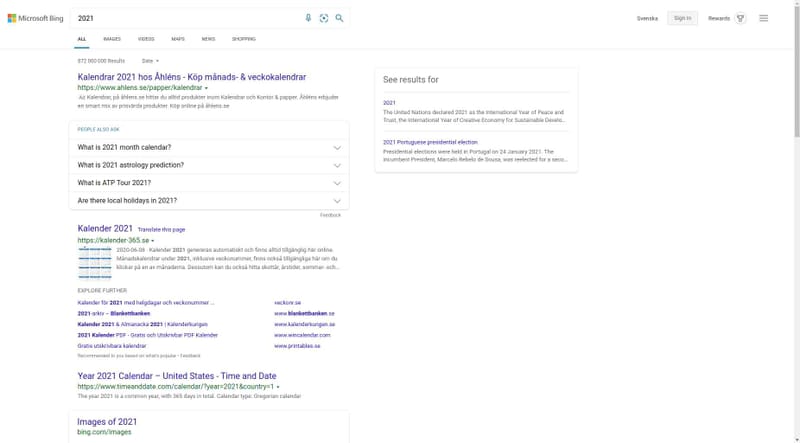 Microsoft Bing
2021
Svenska
Sign in
Rewards
ALL
IMAGES
VIDEOS
MAPS
NEWS
SHOPPING
872 000 000 Results
Date
Kalendrar 2021 hos Åhléns - Köp månads- & veckokalendrar
https://www.ahlens.se/papper/kalendrar
Ad Kalendrar, på åhlens.se hittar du alltid produkter inom Kalendrar och Kontor & papper. Åhléns erbjuder
en smart mix av prisvärda produkter. Köp online på åhlens.se
PEOPLE ALSO ASK
What is 2021 month calendar?
What is 2021 astrology prediction?
What is ATP Tour 2021?
Are there local holidays in 2021?
Feedback
Kalender 2021
Translate this page
https://kalender-365.se
2020-06-08 · Kalender 2021 genereras automatiskt och finns alltid tillgänglig här online.
Månadskalendrar under 2021, inklusive veckonummer, finns också tillgängliga här om du
klickar på en av månaderna. Dessutom kan du också hitta skottår, årstider, sommar- och...
EXPLORE FURTHER
Kalender för 2021 med helgdagar och veckonummer ...
veckonr.se
2021-arkiv – Blankettbanken
www.blankettbanken.se
Kalender 2021 & Almanacka 2021 | Kalenderkungen
www.kalenderkungen.se
2021 Kalender PDF - Gratis och Utskrivbar PDF Kalender
www.wincalendar.com
Gratis utskrivbara kalendrar
www.printables.se
Recommended to you based on what's popular • Feedback
Year 2021 Calendar – United States - Time and Date
https://www.timeanddate.com/calendar/?year=2021&country=1
The year 2021 is a common year, with 365 days in total. Calendar type: Gregorian calendar
Images of 2021
bing.com/images
See results for
2021
The United Nations declared 2021 as the International Year of Peace and
Trust, the International Year of Creative Economy for Sustainable Develo...
2021 Portuguese presidential election
Presidential elections were held in Portugal on 24 January 2021. The
incumbent President, Marcelo Rebelo de Sousa, was reelected for a seco...